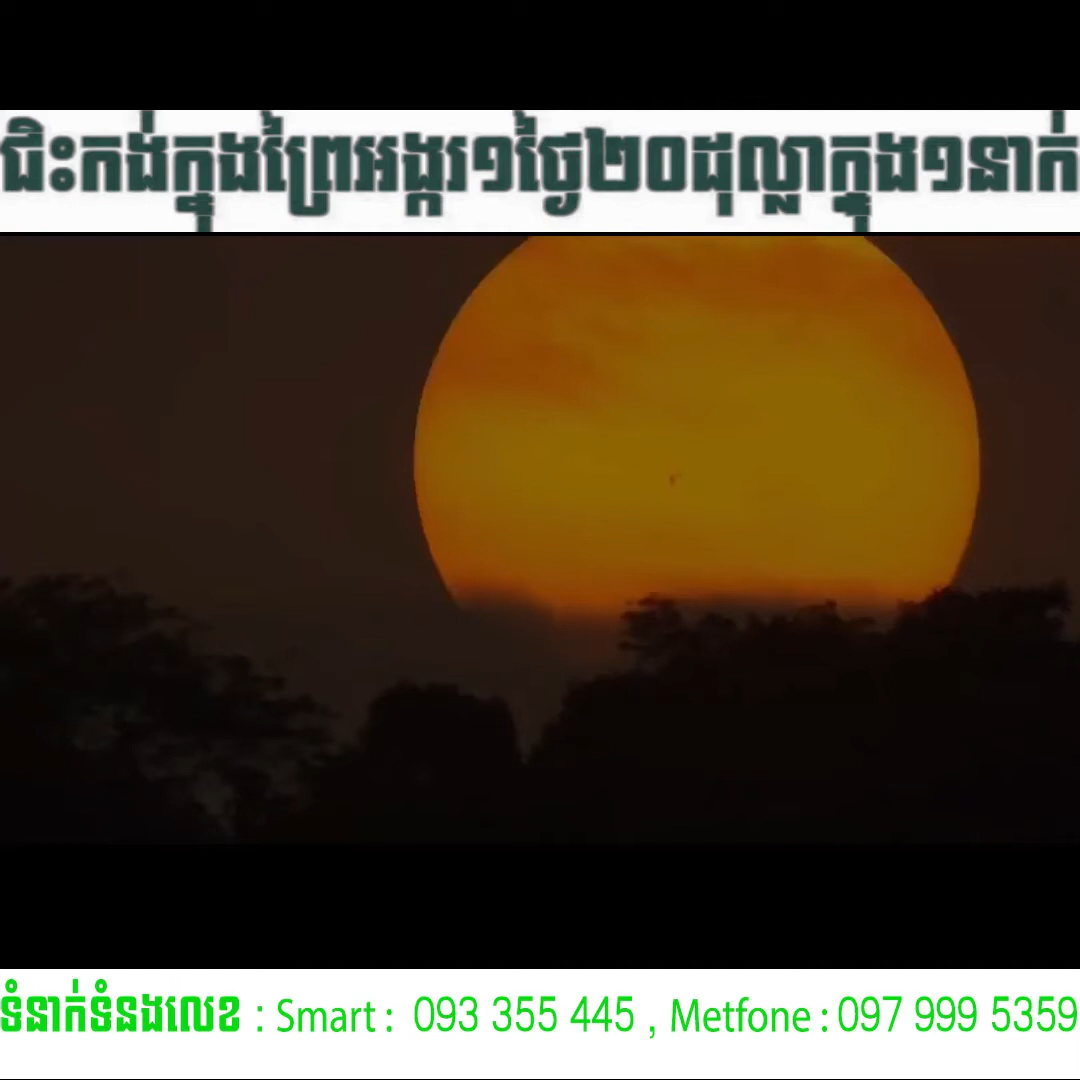 ជិះកង់ក្នុងព្រៃអង្ករ១ថ្ងៃ២០ដុល្លាក្នុង១នាក់
ទំនាក់ទំនងលេខ : Smart : 093 355 445 , Metfone : 097 999 5359